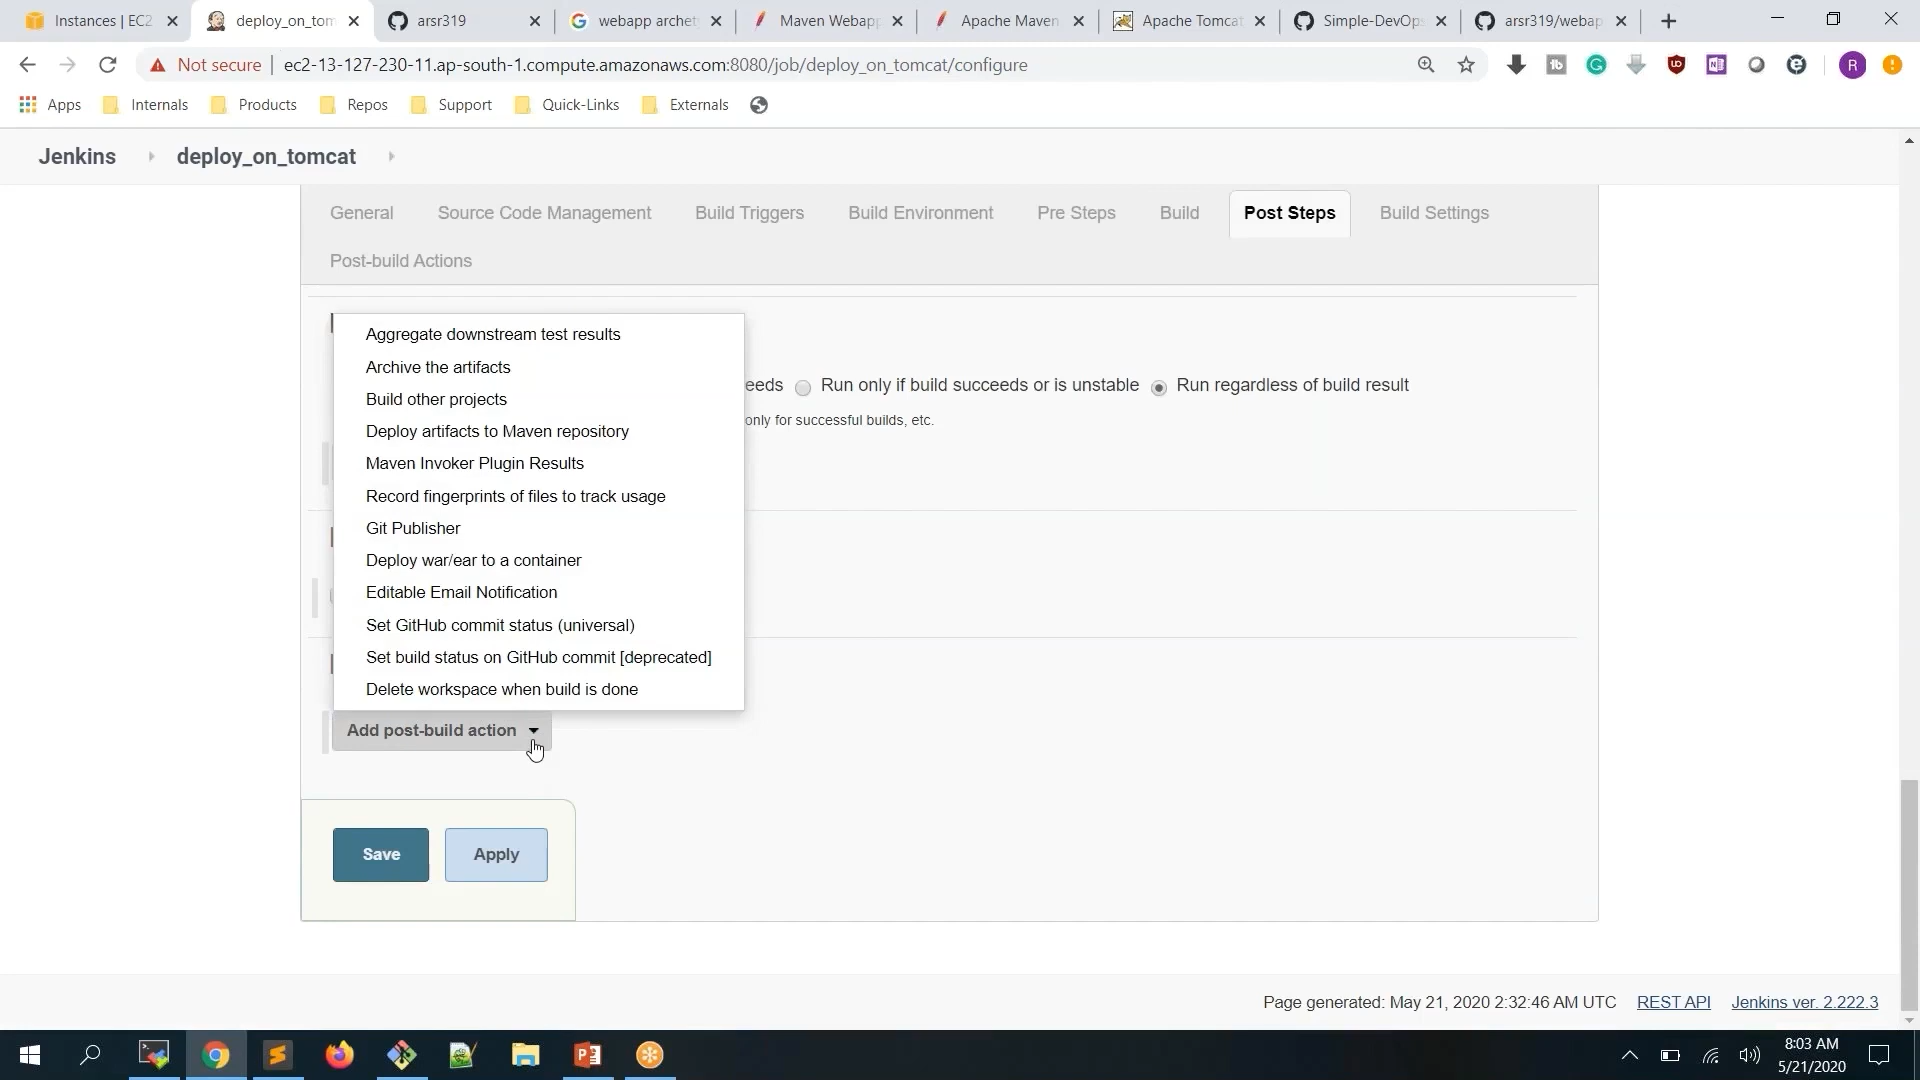 Instances | EC2
deploy_on_tom
arsr319
webapp archet
Maven Webapp
Apache Maven
Apache Tomcat
Simple-DevOps
arsr319/webap
Not secure
ec2-13-127-230-11.ap-south-1.compute.amazonaws.com:8080/job/deploy_on_tomcat/configure
R
Apps
Internals
Products
Repos
Support
Quick-Links
Externals
Jenkins
deploy_on_tomcat
General
Source Code Management
Build Triggers
Build Environment
Pre Steps
Build
Post Steps
Build Settings
Post-build Actions
Aggregate downstream test results
Archive the artifacts
eeds
Run only if build succeeds or is unstable
Run regardless of build result
Build other projects
only for successful builds, etc.
Deploy artifacts to Maven repository
Maven Invoker Plugin Results
Record fingerprints of files to track usage
Git Publisher
Deploy war/ear to a container
Editable Email Notification
Set GitHub commit status (universal)
Set build status on GitHub commit [deprecated]
Delete workspace when build is done
Add post-build action
Save
Apply
Page generated: May 21, 2020 2:32:46 AM UTC
REST API
Jenkins ver. 2.222.3
8:03 AM
5/21/2020